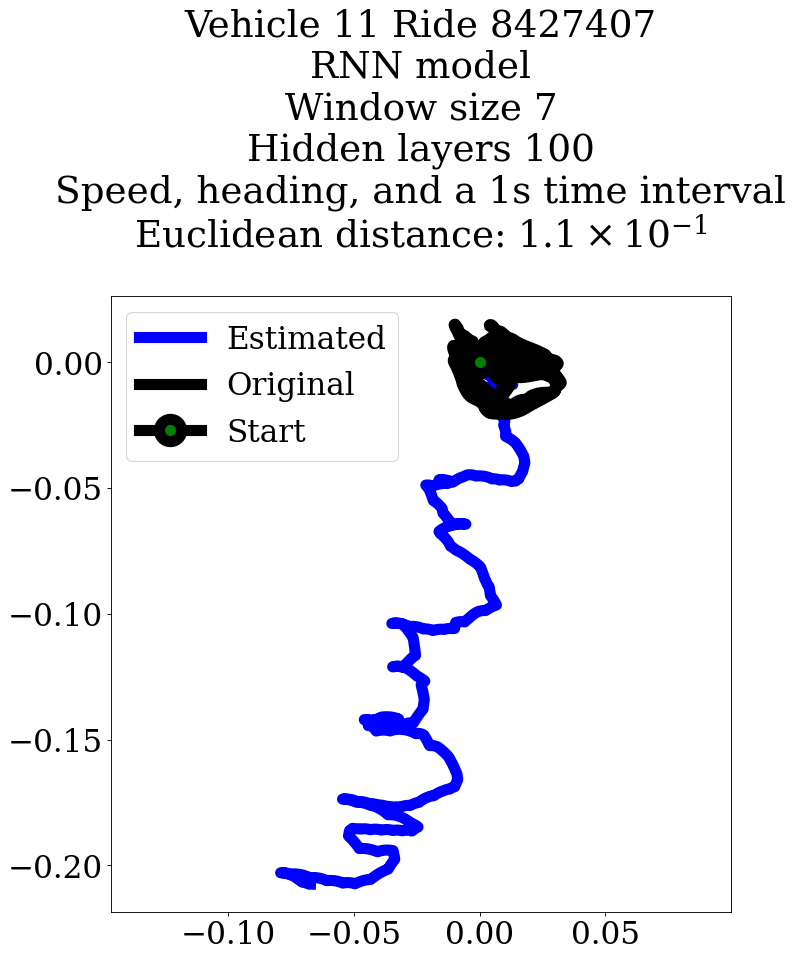 Vehicle 11 Ride 8427407
RNN model
Window size 7
Hidden layers 100
Speed, heading, and a 1s time interval
Euclidean distance: 1.1 × 10⁻¹
Estimated
Original
Start
0.00
−0.05
−0.10
−0.15
−0.20
−0.10 −0.05 0.00 0.05